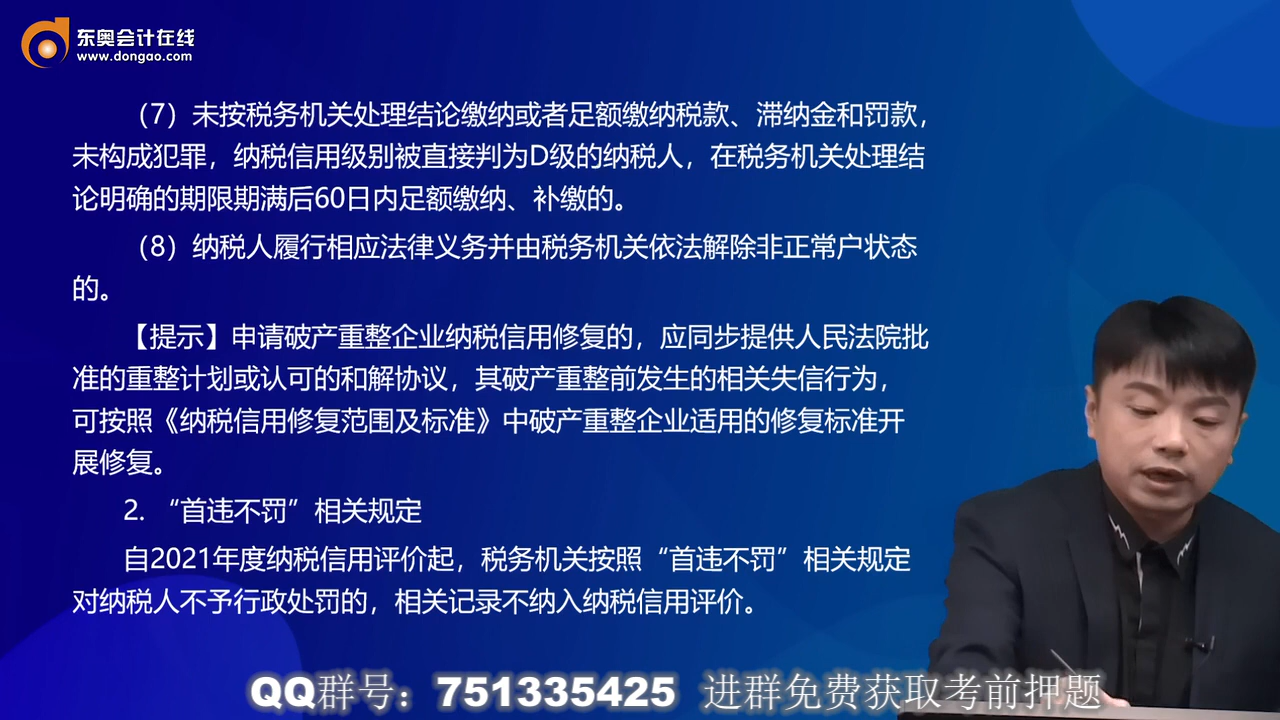 东奥会计在线
www.dongao.com
（7）未按税务机关处理结论缴纳或者足额缴纳税款、滞纳金和罚款，
未构成犯罪，纳税信用级别被直接判为D级的纳税人，在税务机关处理结
论明确的期限期满后60日内足额缴纳、补缴的。
（8）纳税人履行相应法律义务并由税务机关依法解除非正常户状态
的。
【提示】申请破产重整企业纳税信用修复的，应同步提供人民法院批
准的重整计划或认可的和解协议，其破产重整前发生的相关失信行为，
可按照《纳税信用修复范围及标准》中破产重整企业适用的修复标准开
展修复。
2. “首违不罚”相关规定
自2021年度纳税信用评价起，税务机关按照“首违不罚”相关规定
对纳税人不予行政处罚的，相关记录不纳入纳税信用评价。
QQ群号：751335425 进群免费获取考前押题